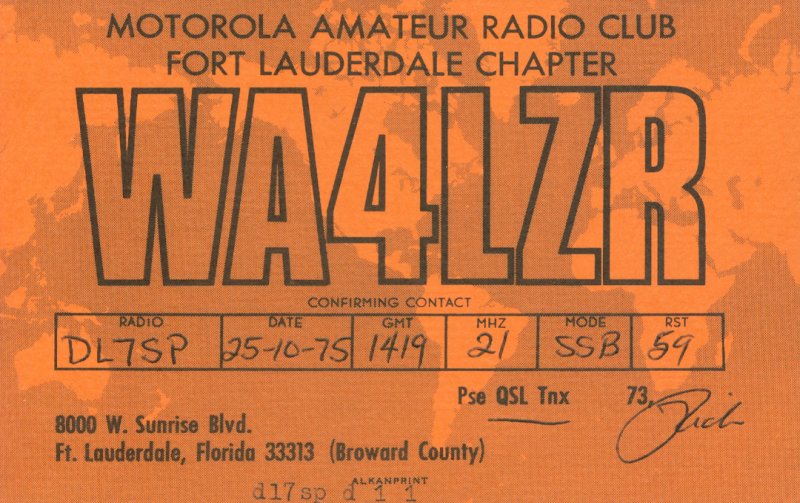 MOTOROLA AMATEUR RADIO CLUB
FORT LAUDERDALE CHAPTER
WA4LZR
CONFIRMING CONTACT
RADIO DATE GMT MHZ MODE RST
DL7SP 25-10-75 1419 21 SSB 59
Pse QSL Tnx 73,
8000 W. Sunrise Blvd.
Ft. Lauderdale, Florida 33313 (Broward County)
ALKANPRINT
dl7sp d 1 1